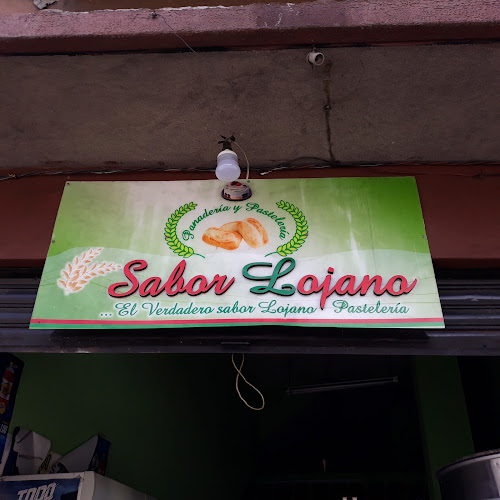 Panadería y Pastelería
Sabor Lojano
...El Verdadero sabor Lojano Pastelería